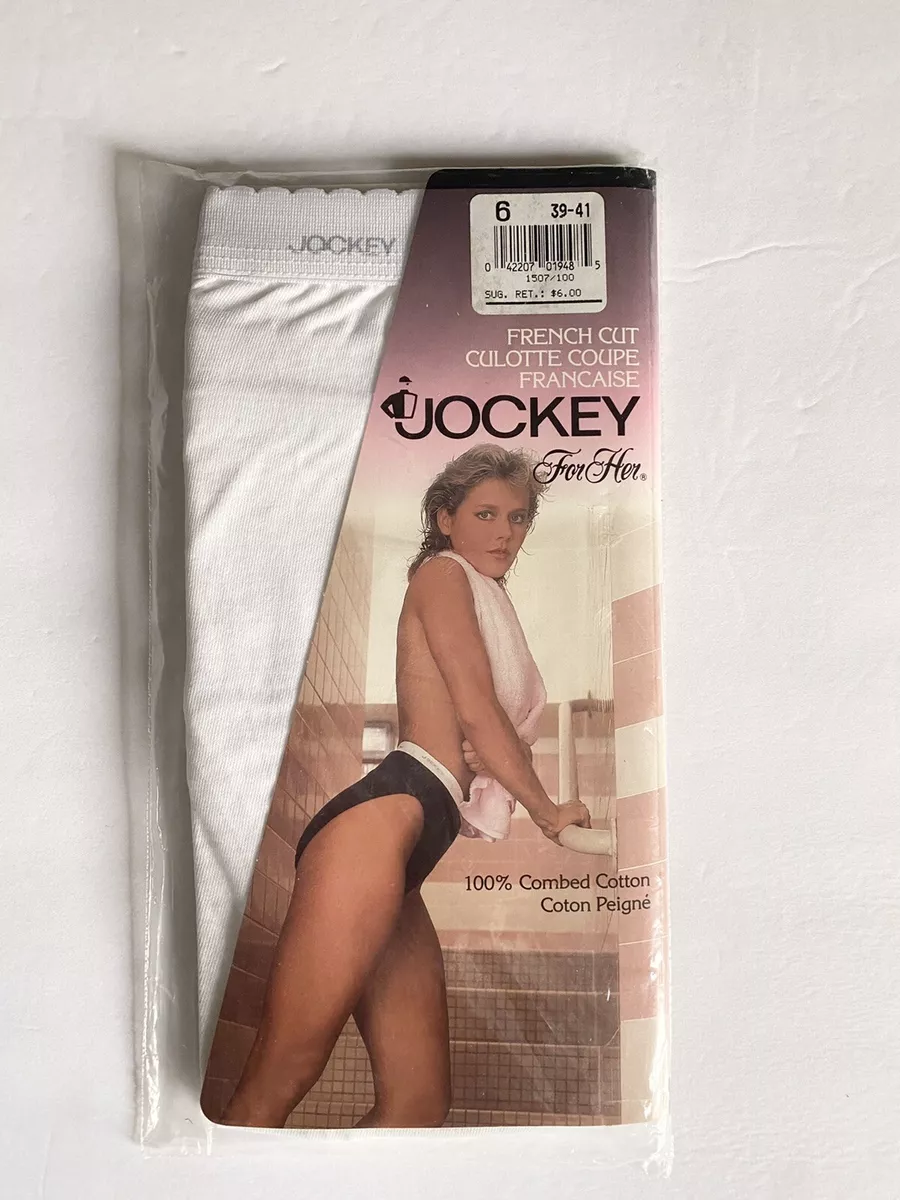 JOCKEY
6 39-41
0 42207 01948 5
1507/100
SUG. RET.: $6.00
FRENCH CUT
CULOTTE COUPE
FRANCAISE
JOCKEY
For Her®
100% Combed Cotton
Coton Peigné